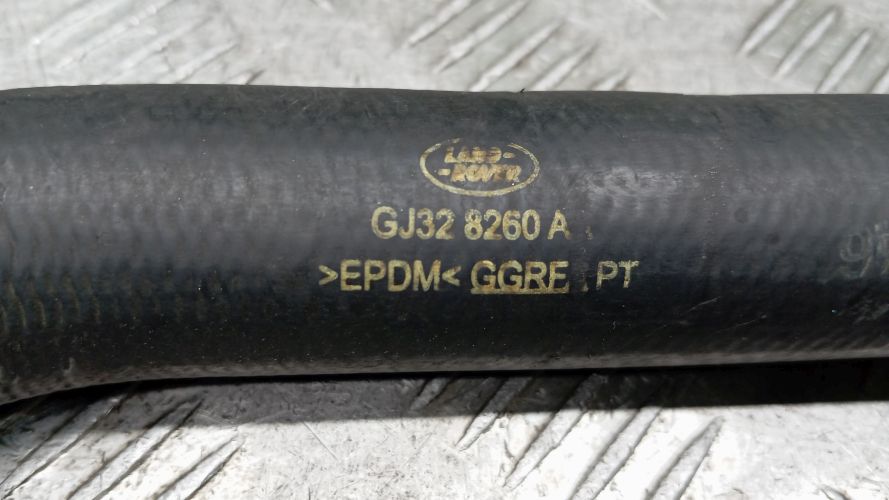 LAND-
-ROVER
GJ32 8260 A
>EPDM< GGRE PT